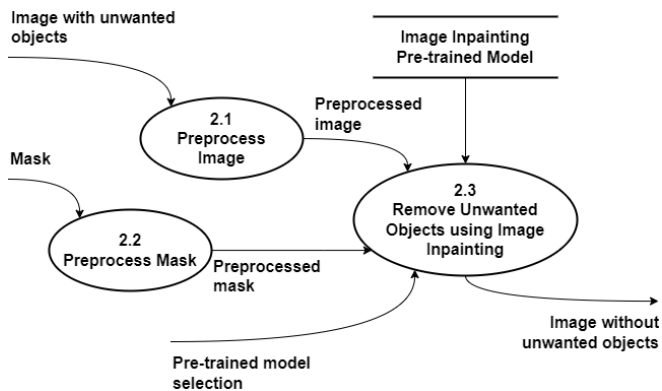 Image with unwanted
objects
Image Inpainting
Pre-trained Model
2.1
Preprocess
Image
Preprocessed
image
Mask
2.2
Preprocess Mask
Preprocessed
mask
2.3
Remove Unwanted
Objects using Image
Inpainting
Pre-trained model
selection
Image without
unwanted objects